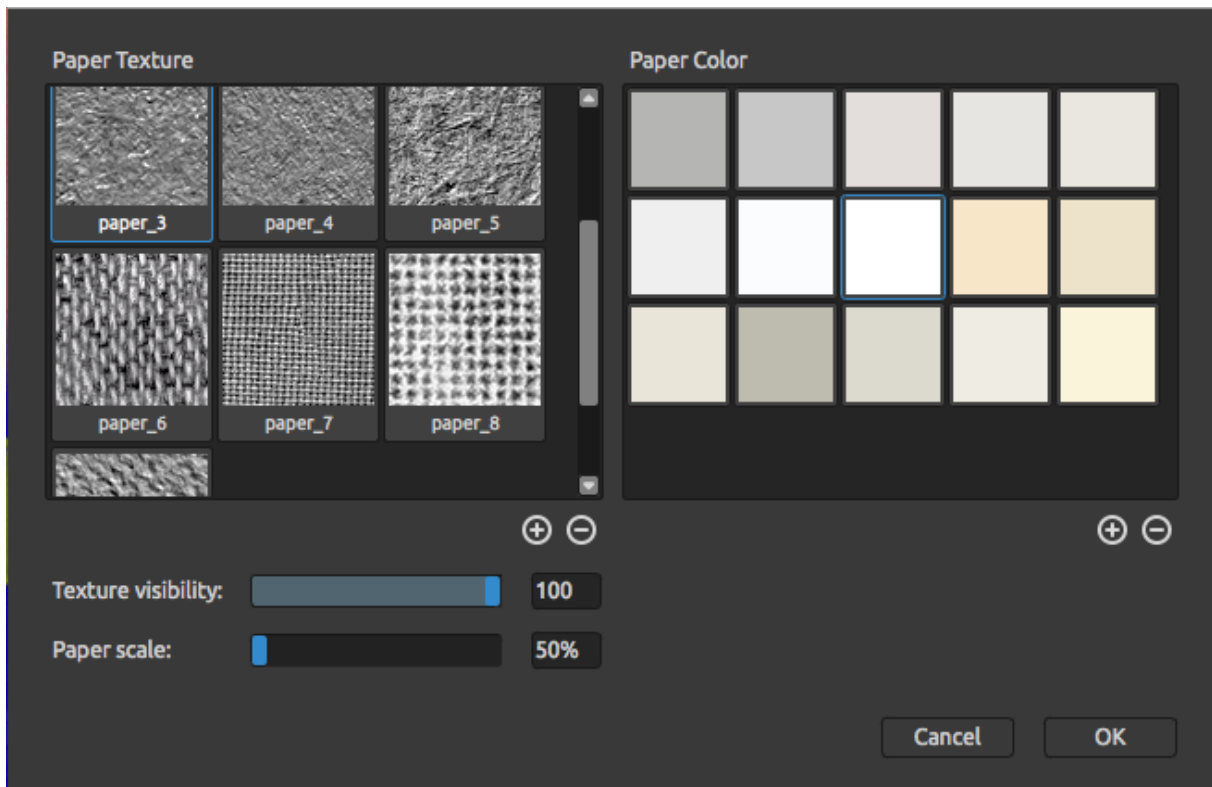 Paper Texture
Paper Color
paper_3
paper_4
paper_5
paper_6
paper_7
paper_8
Texture visibility:
100
Paper scale:
50%
Cancel
OK